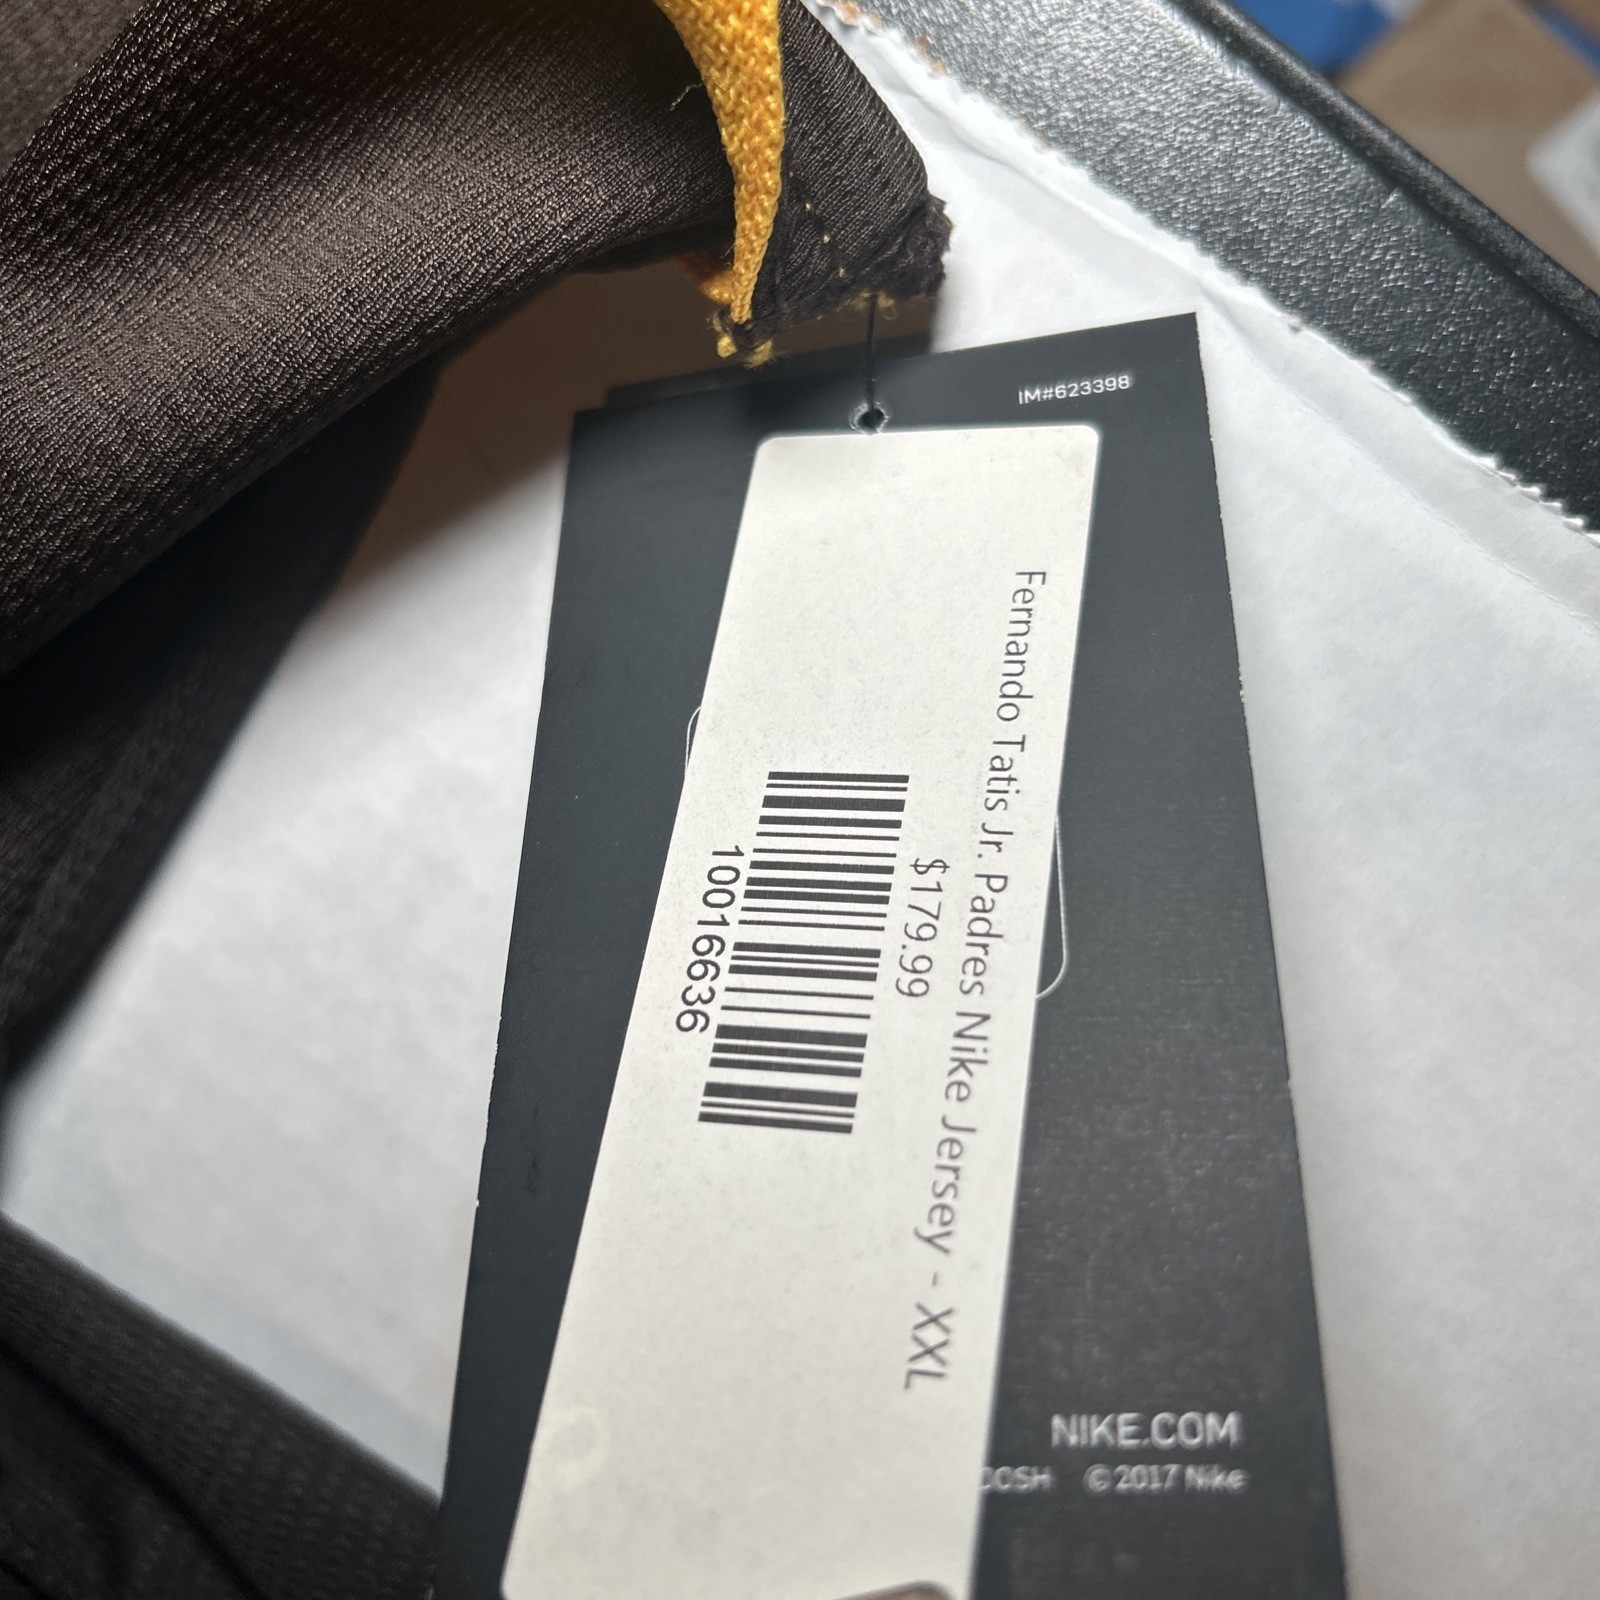 IM#623398
Fernando Tatis Jr. Padres Nike Jersey - XXL
$179.99
10016636
NIKE.COM
© 2017 Nike